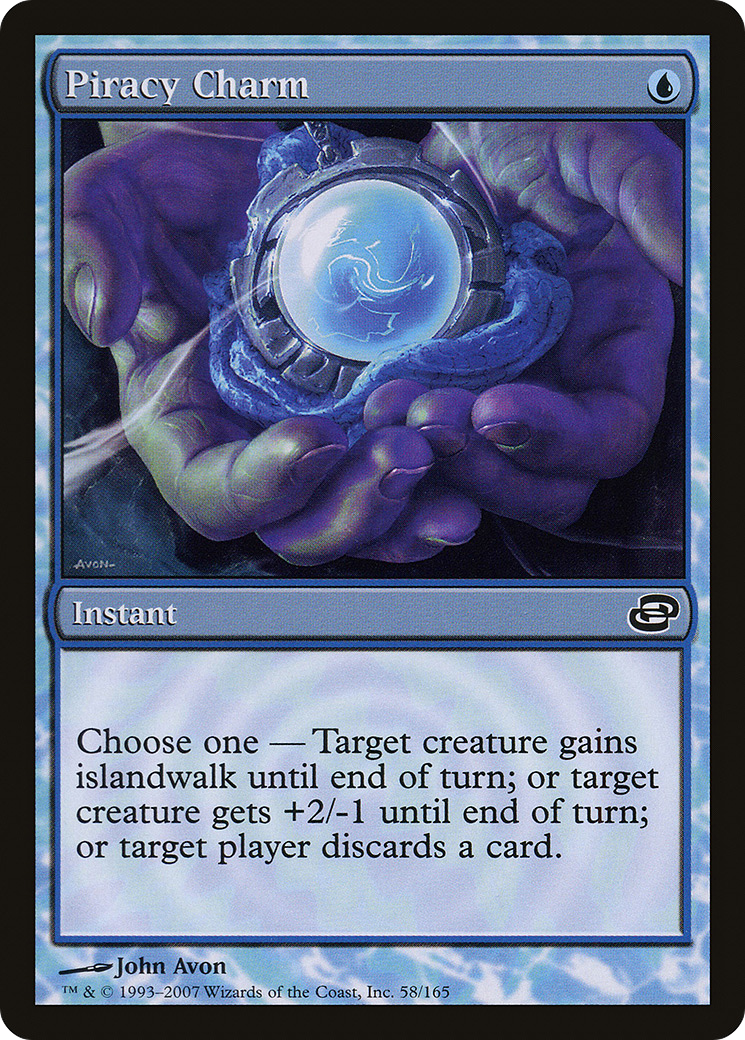 Piracy Charm
AVON-
Instant
Choose one — Target creature gains
islandwalk until end of turn; or target
creature gets +2/-1 until end of turn;
or target player discards a card.
John Avon
™ & © 1993–2007 Wizards of the Coast, Inc. 58/165